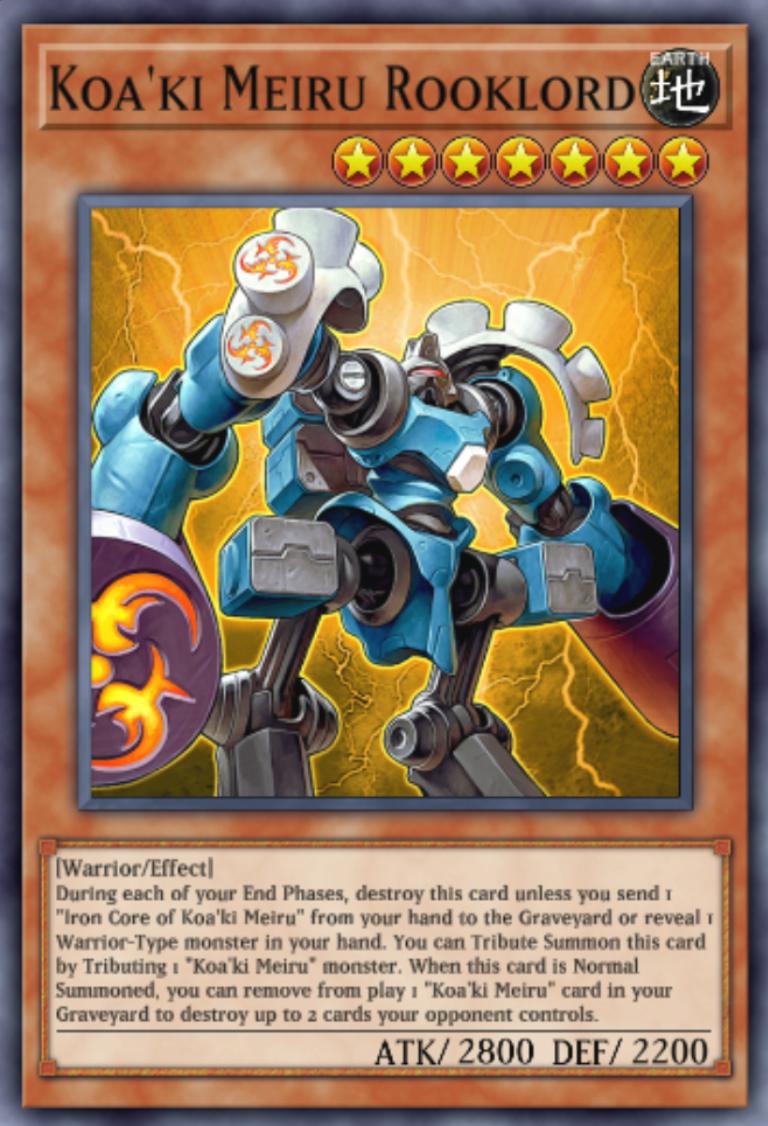 Koa'ki Meiru Rooklord
EARTH
地
[Warrior/Effect]
During each of your End Phases, destroy this card unless you send 1
"Iron Core of Koa'ki Meiru" from your hand to the Graveyard or reveal 1
Warrior-Type monster in your hand. You can Tribute Summon this card
by Tributing 1 "Koa'ki Meiru" monster. When this card is Normal
Summoned, you can remove from play 1 "Koa'ki Meiru" card in your
Graveyard to destroy up to 2 cards your opponent controls.
ATK/ 2800 DEF/ 2200